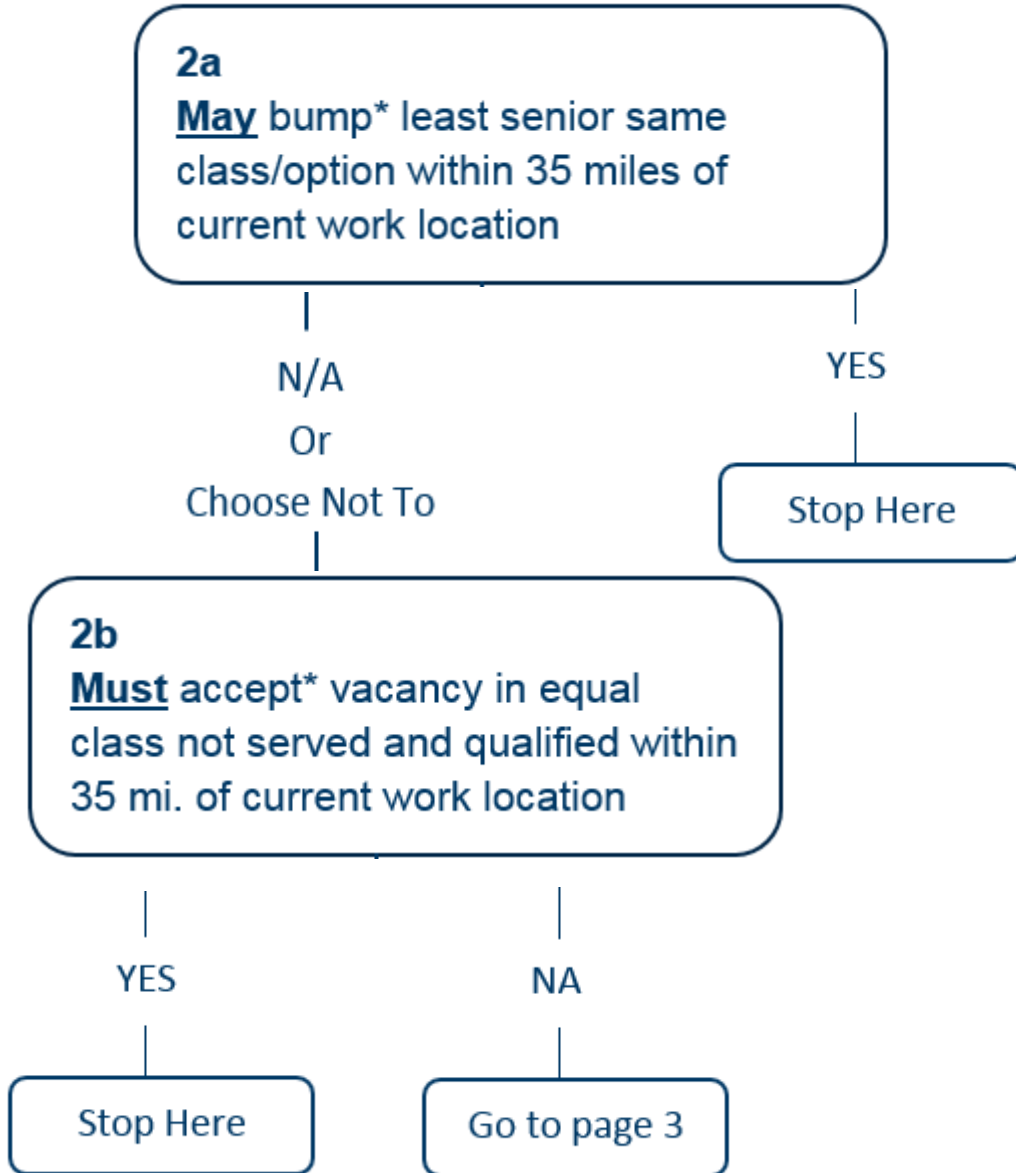 2a
May bump* least senior same
class/option within 35 miles of
current work location
N/A
Or
Choose Not To
YES
Stop Here
2b
Must accept* vacancy in equal
class not served and qualified within
35 mi. of current work location
YES
NA
Stop Here
Go to page 3